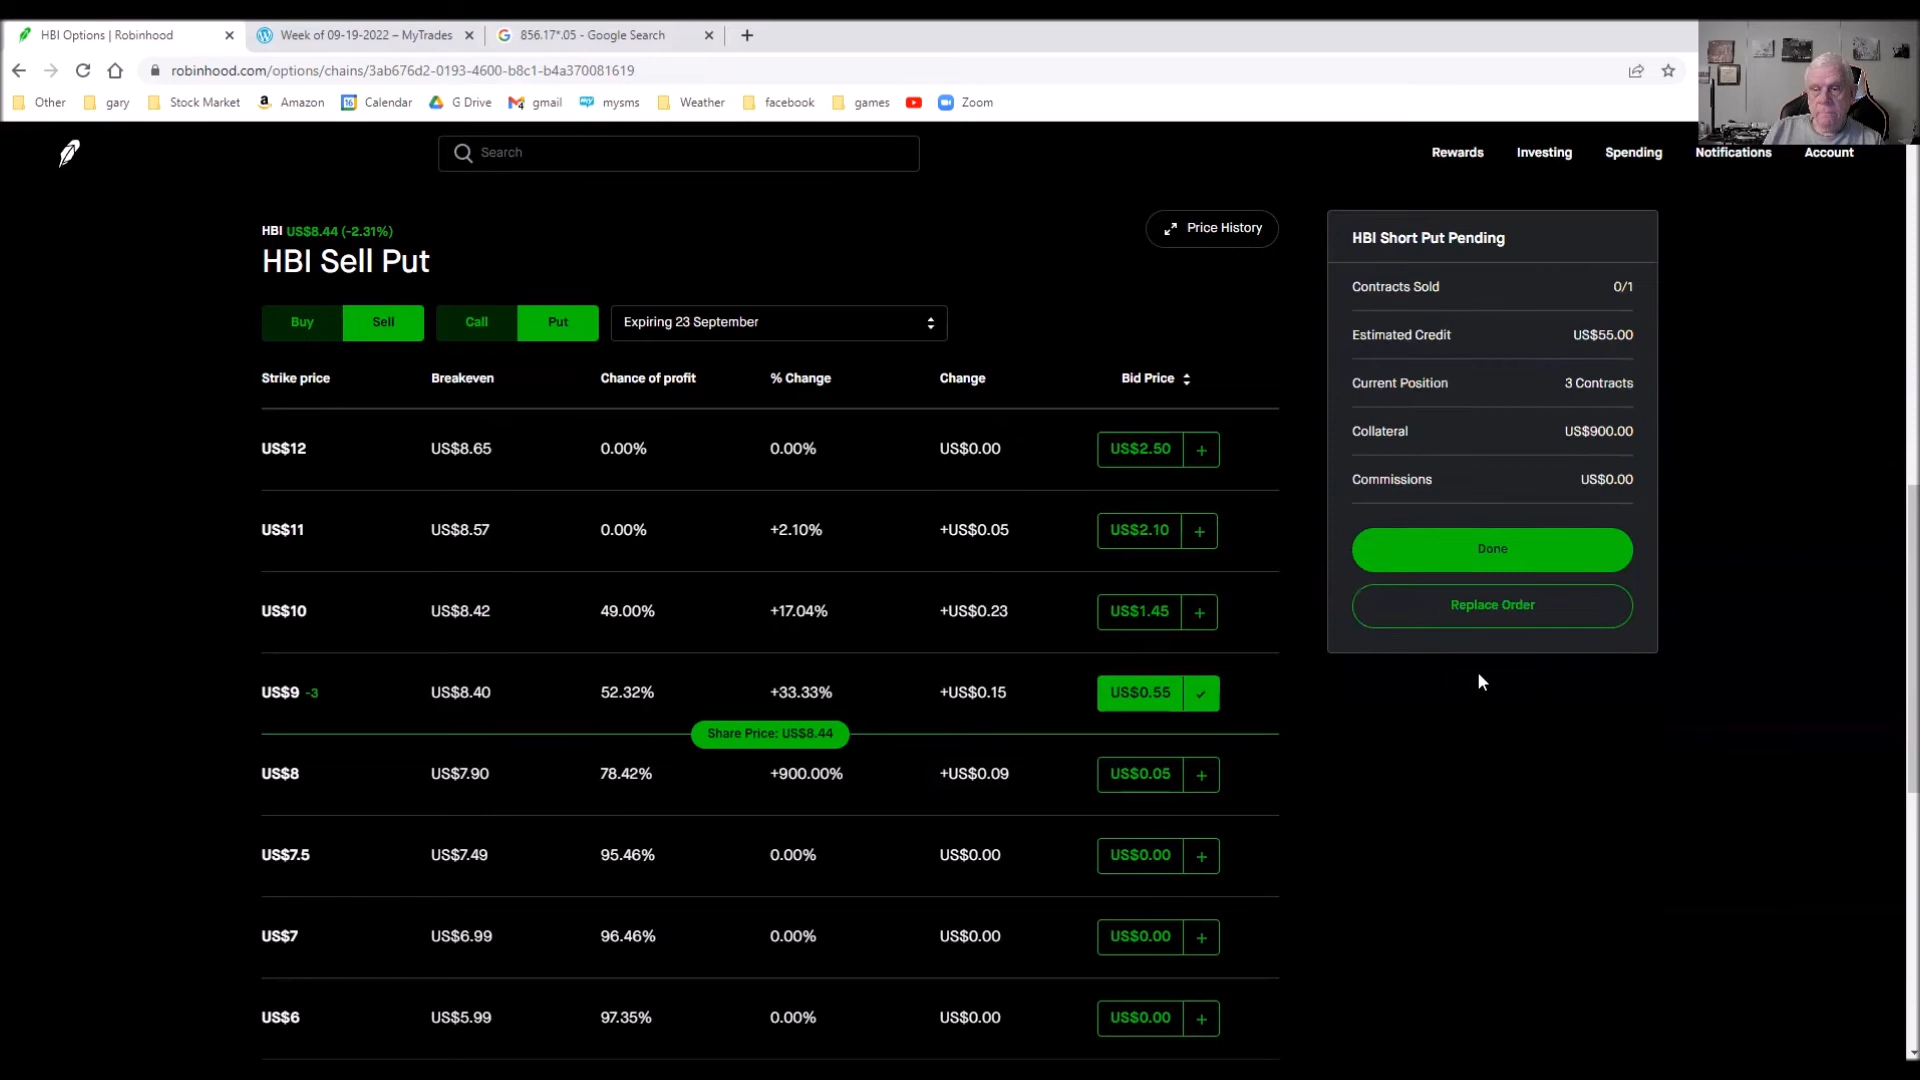 HBI Options | Robinhood
Week of 09-19-2022 – MyTrades
856.17*.05 - Google Search
robinhood.com/options/chains/3ab676d2-0193-4600-b8c1-b4a370081619
Other gary Stock Market Amazon 16 Calendar G Drive gmail mysms Weather facebook games Zoom
Search
Rewards Investing Spending Notifications Account
HBI US$8.44 (-2.31%)
HBI Sell Put
Price History
Buy Sell Call Put Expiring 23 September
Strike price Breakeven Chance of profit % Change Change Bid Price
US$12 US$8.65 0.00% 0.00% US$0.00 US$2.50 +
US$11 US$8.57 0.00% +2.10% +US$0.05 US$2.10 +
US$10 US$8.42 49.00% +17.04% +US$0.23 US$1.45 +
US$9 -3 US$8.40 52.32% +33.33% +US$0.15 US$0.55
Share Price: US$8.44
US$8 US$7.90 78.42% +900.00% +US$0.09 US$0.05 +
US$7.5 US$7.49 95.46% 0.00% US$0.00 US$0.00 +
US$7 US$6.99 96.46% 0.00% US$0.00 US$0.00 +
US$6 US$5.99 97.35% 0.00% US$0.00 US$0.00 +
HBI Short Put Pending
Contracts Sold 0/1
Estimated Credit US$55.00
Current Position 3 Contracts
Collateral US$900.00
Commissions US$0.00
Done
Replace Order